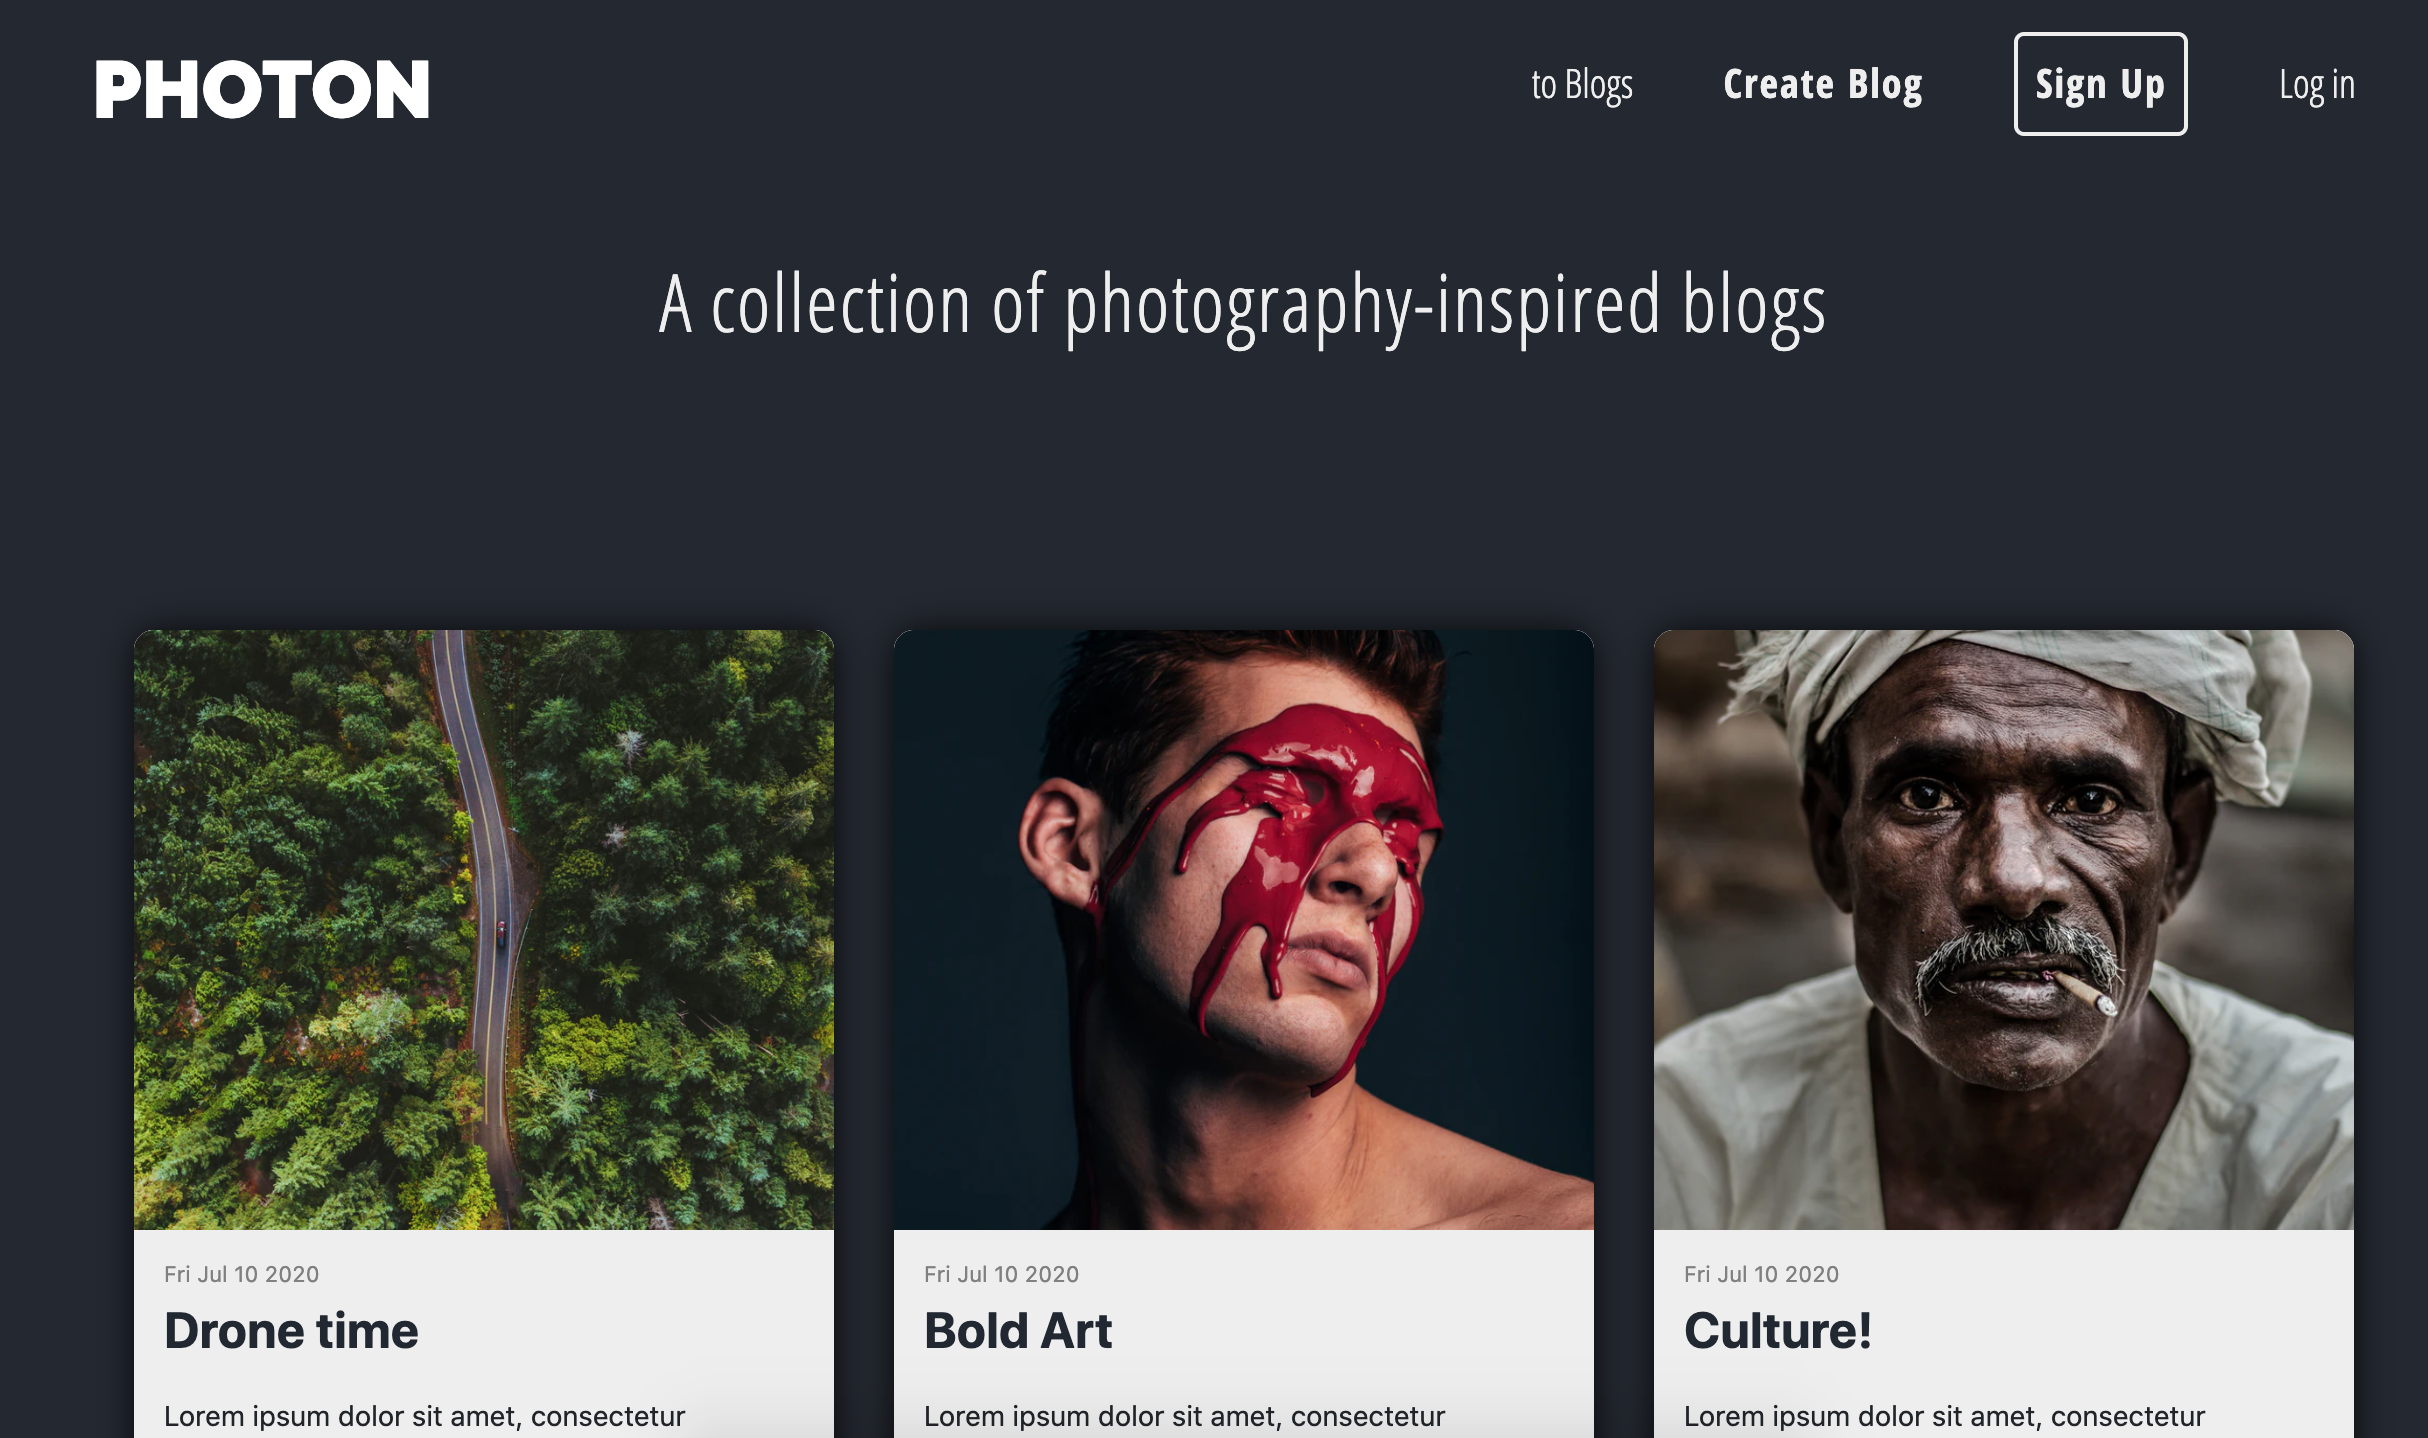 PHOTON
to Blogs
Create Blog
Sign Up
Log in
A collection of photography-inspired blogs
Fri Jul 10 2020
Drone time
Lorem ipsum dolor sit amet, consectetur
Fri Jul 10 2020
Bold Art
Lorem ipsum dolor sit amet, consectetur
Fri Jul 10 2020
Culture!
Lorem ipsum dolor sit amet, consectetur